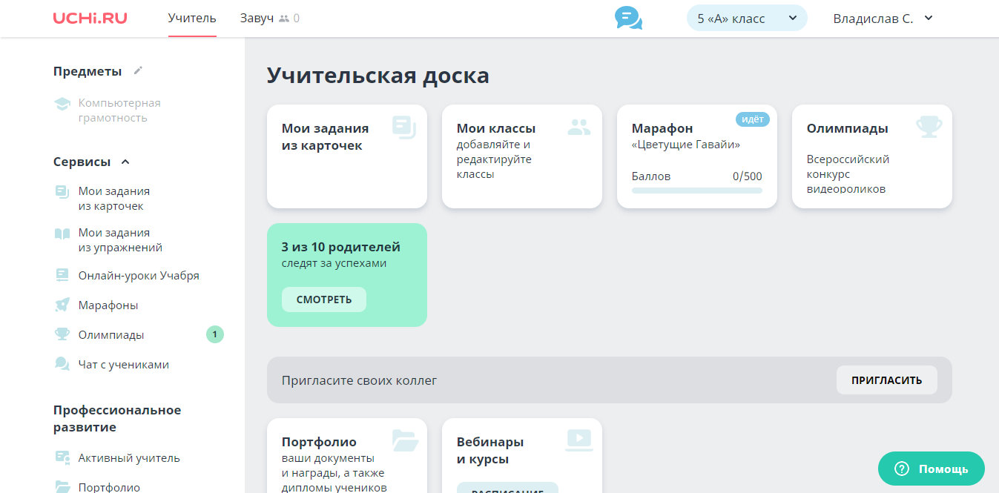 UCHi.RU
Учитель
Завуч 0
5 «А» класс
Владислав С.
Предметы
Компьютерная
грамотность
Сервисы
Мои задания
из карточек
Мои задания
из упражнений
Онлайн-уроки Учабря
Марафоны
Олимпиады 1
Чат с учениками
Профессиональное
развитие
Активный учитель
Портфолио
Учительская доска
Мои задания
из карточек
Мои классы
добавляйте и
редактируйте
классы
идёт
Марафон
«Цветущие Гавайи»
Баллов 0/500
Олимпиады
Всероссийский
конкурс
видеороликов
3 из 10 родителей
следят за успехами
СМОТРЕТЬ
Пригласите своих коллег
ПРИГЛАСИТЬ
Портфолио
ваши документы
и награды, а также
дипломы учеников
Вебинары
и курсы
РАСПИСАНИЕ
Помощь